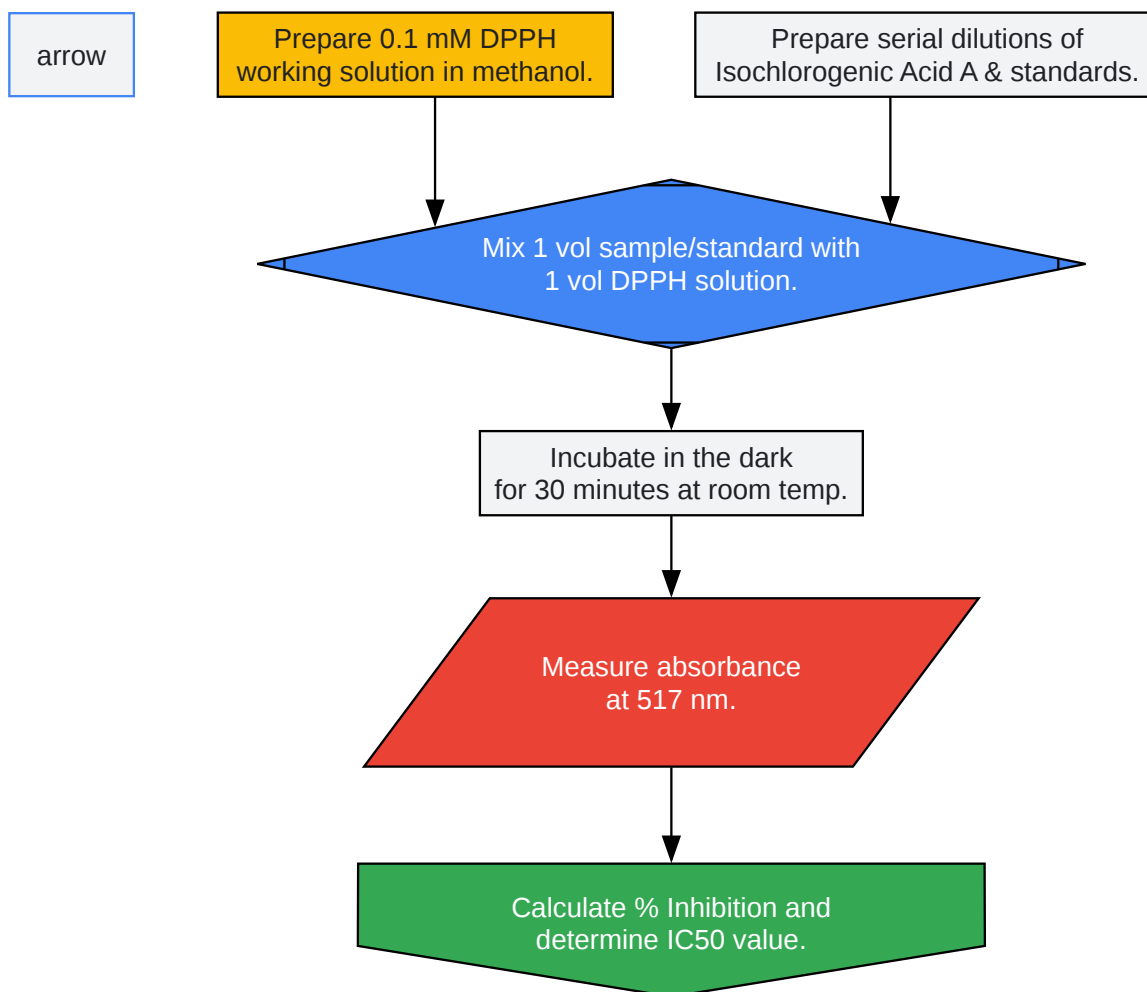 arrow
Prepare 0.1 mM DPPH
working solution in methanol.
Prepare serial dilutions of
Isochlorogenic Acid A & standards.
Mix 1 vol sample/standard with
1 vol DPPH solution.
Incubate in the dark
for 30 minutes at room temp.
Measure absorbance
at 517 nm.
Calculate % Inhibition and
determine IC50 value.